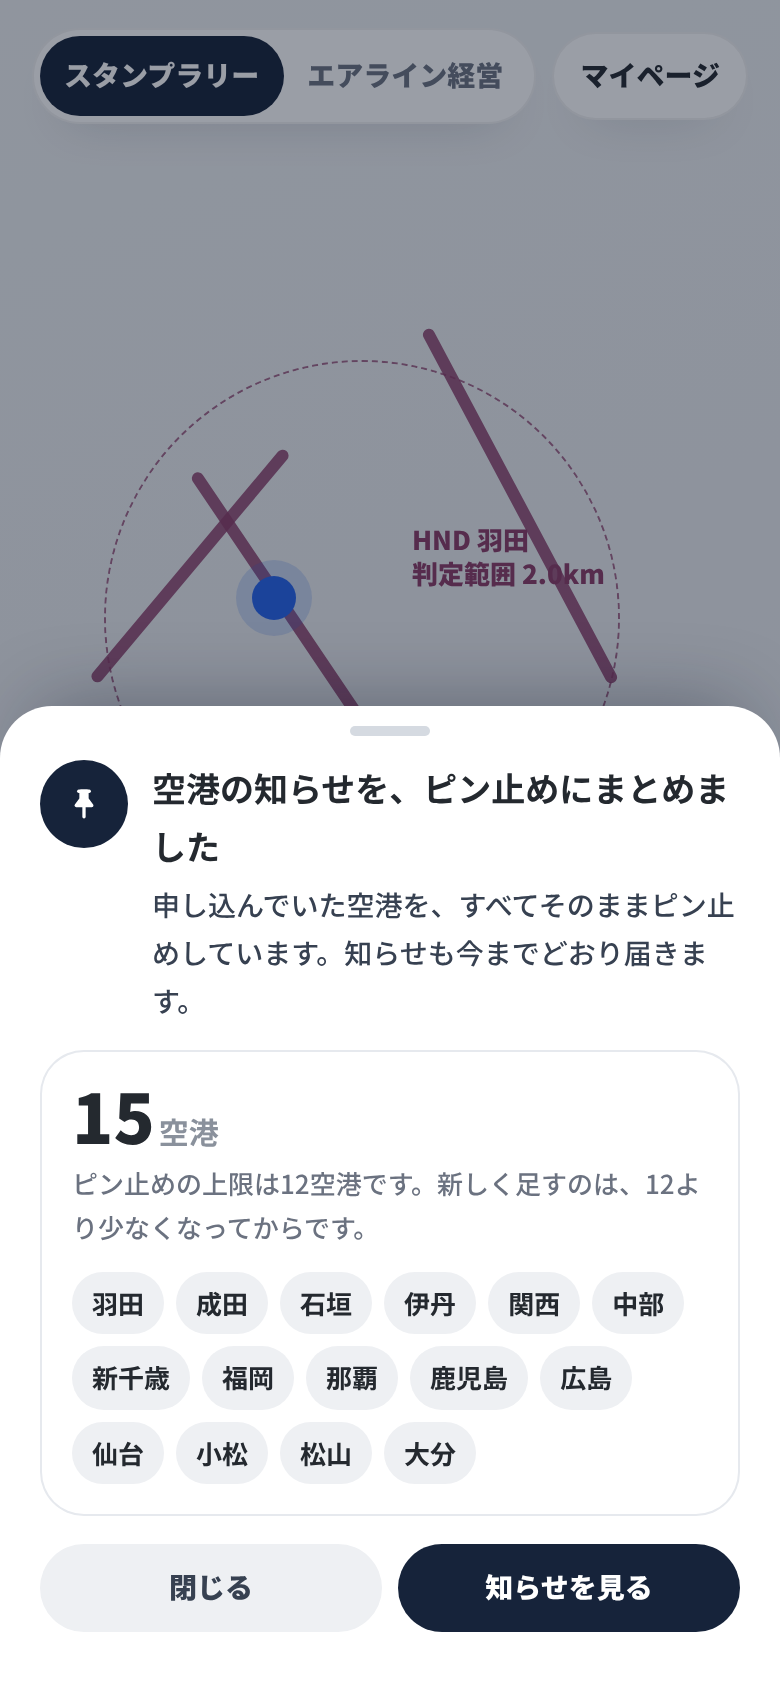 スタンプラリー
エアライン経営
マイページ
HND 羽田
判定範囲 2.0km
空港の知らせを、ピン止めにまとめま
した
申し込んでいた空港を、すべてそのままピン止
めしています。知らせも今までどおり届きま
す。
15 空港
ピン止めの上限は12空港です。新しく足すのは、12よ
り少なくなってからです。
羽田 成田 石垣 伊丹 関西 中部
新千歳 福岡 那覇 鹿児島 広島
仙台 小松 松山 大分
閉じる
知らせを見る